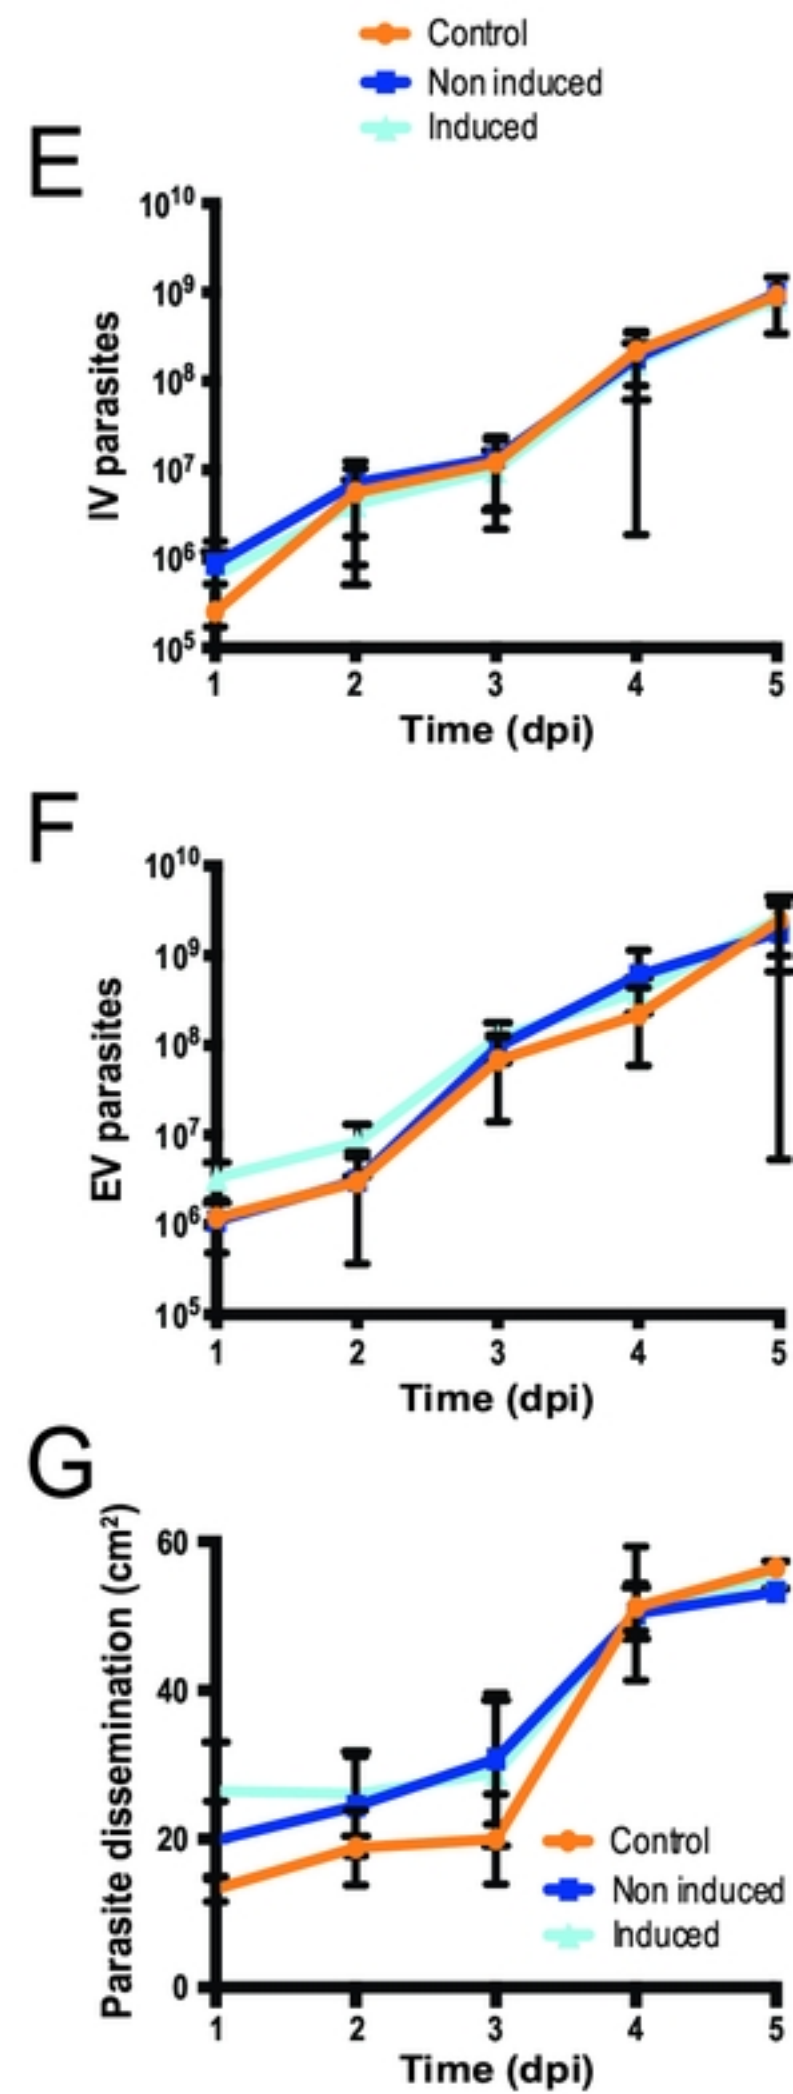 Control
Non induced
Induced
E
10¹⁰
10⁹
10⁸
10⁷
10⁶
10⁵
IV parasites
1 2 3 4 5
Time (dpi)
F
10¹⁰
10⁹
10⁸
10⁷
10⁶
10⁵
EV parasites
1 2 3 4 5
Time (dpi)
G
60
40
20
0
Parasite dissemination (cm²)
Control
Non induced
Induced
1 2 3 4 5
Time (dpi)